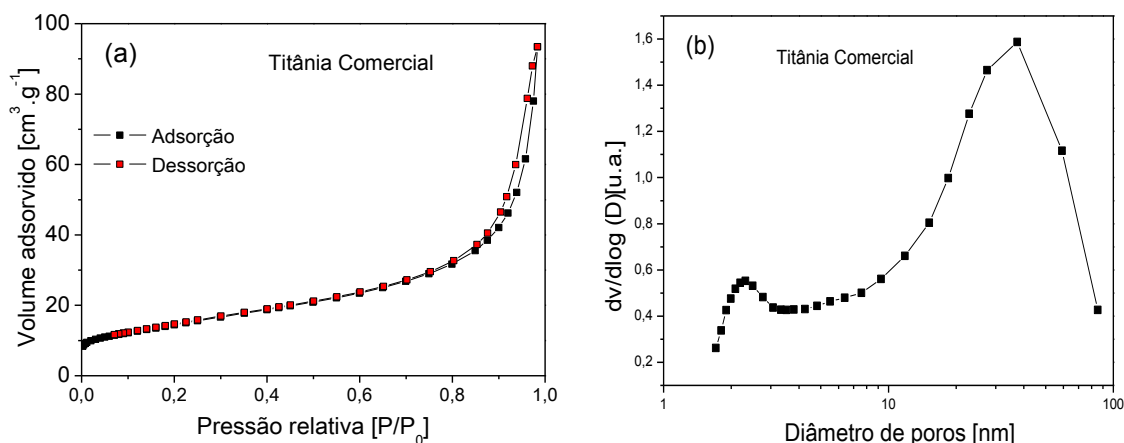 (a)
Titânia Comercial
Adsorção
Dessorção
Volume adsorvido [cm³.g⁻¹]
100
80
60
40
20
0
0,0 0,2 0,4 0,6 0,8 1,0
Pressão relativa [P/P₀]
(b)
Titânia Comercial
dv/dlog (D)[u.a.]
1,6
1,4
1,2
1,0
0,8
0,6
0,4
0,2
1 10 100
Diâmetro de poros [nm]